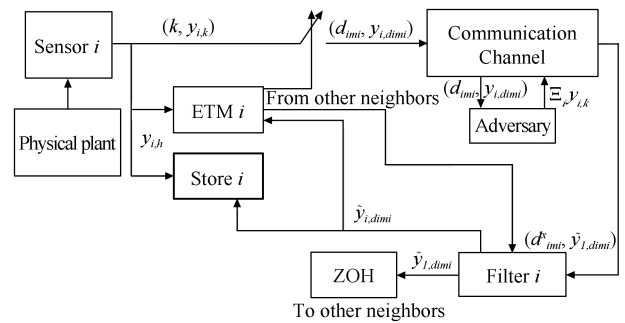 Sensor i
(k, y_{i,k})
(d_{imi}, y_{i,dimi})
Communication
Channel
From other neighbors
(d_{imi}, y_{i,dimi})
Ξ_i y_{i,k}
ETM i
Adversary
Physical plant
y_{i,h}
Store i
ỹ_{i,dimi}
(d^x_{imi}, ỹ_{1,dimi})
ZOH
ỹ_{1,dimi}
Filter i
To other neighbors